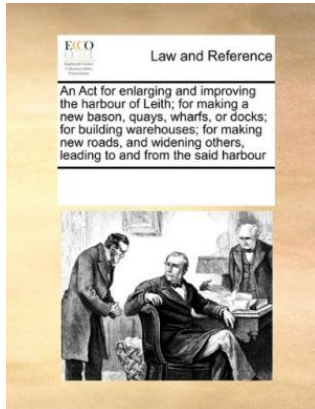 ECCO
Law and Reference
An Act for enlarging and improving
the harbour of Leith; for making a
new bason, quays, wharfs, or docks;
for building warehouses; for making
new roads, and widening others,
leading to and from the said harbour